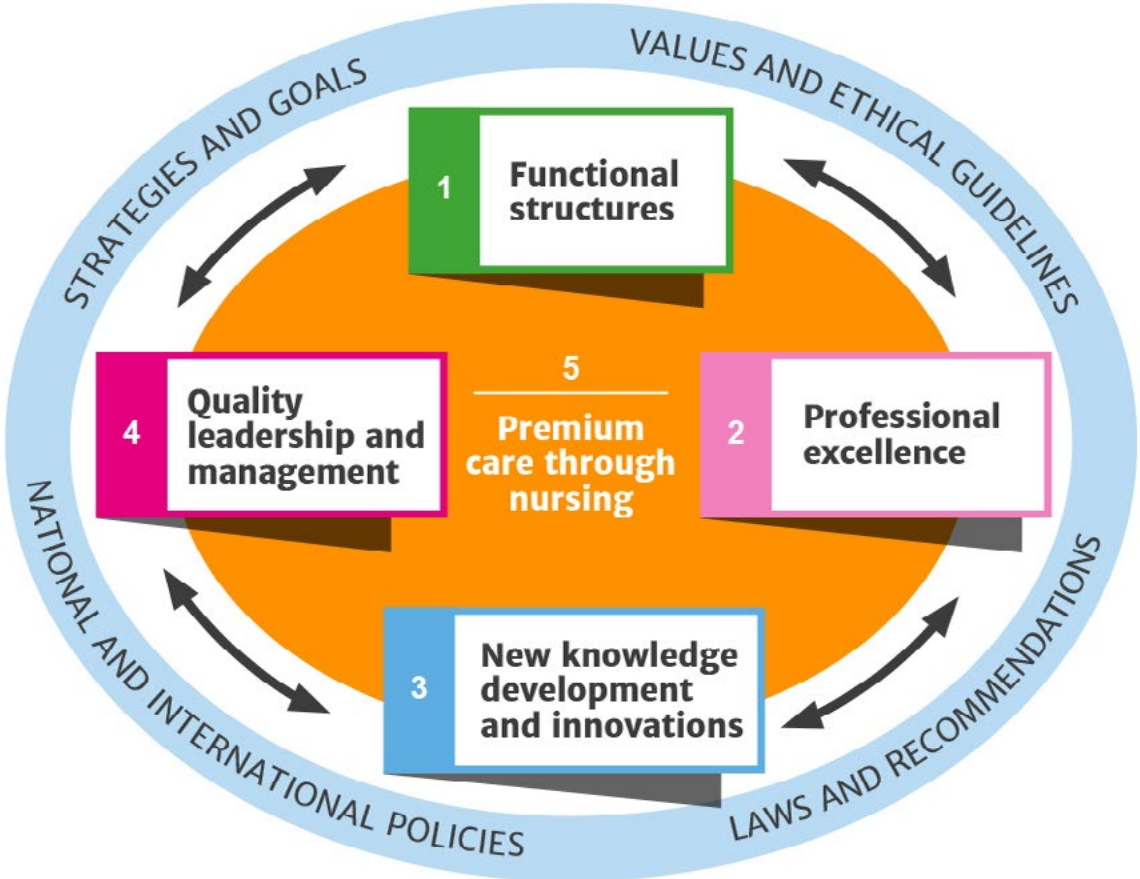 STRATEGIES AND GOALS
VALUES AND ETHICAL GUIDELINES
1
Functional
structures
4
Quality
leadership and
management
5
Premium
care through
nursing
2
Professional
excellence
3
New knowledge
development
and innovations
NATIONAL AND INTERNATIONAL POLICIES
LAWS AND RECOMMENDATIONS